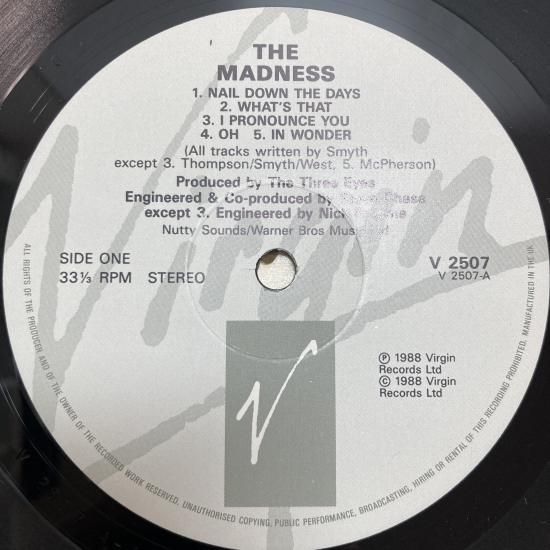 THE
MADNESS
1. NAIL DOWN THE DAYS
2. WHAT'S THAT
3. I PRONOUNCE YOU
4. OH 5. IN WONDER
(All tracks written by Smyth
except 3. Thompson/Smyth/West, 5. McPherson)
Produced by The Three Eyes
Engineered & Co-produced by
except 3. Engineered by Nick
Nutty Sounds/Warner Bros
SIDE ONE
33⅓ RPM STEREO
V 2507
V 2507-A
Virgin
V
℗ 1988 Virgin
Records Ltd
© 1988 Virgin
Records Ltd
ALL RIGHTS OF THE PRODUCER AND OF THE OWNER OF THE RECORDED WORK RESERVED. UNAUTHORISED COPYING, PUBLIC PERFORMANCE, BROADCASTING, HIRING OR RENTAL OF THIS RECORDING PROHIBITED. MANUFACTURED IN THE UK